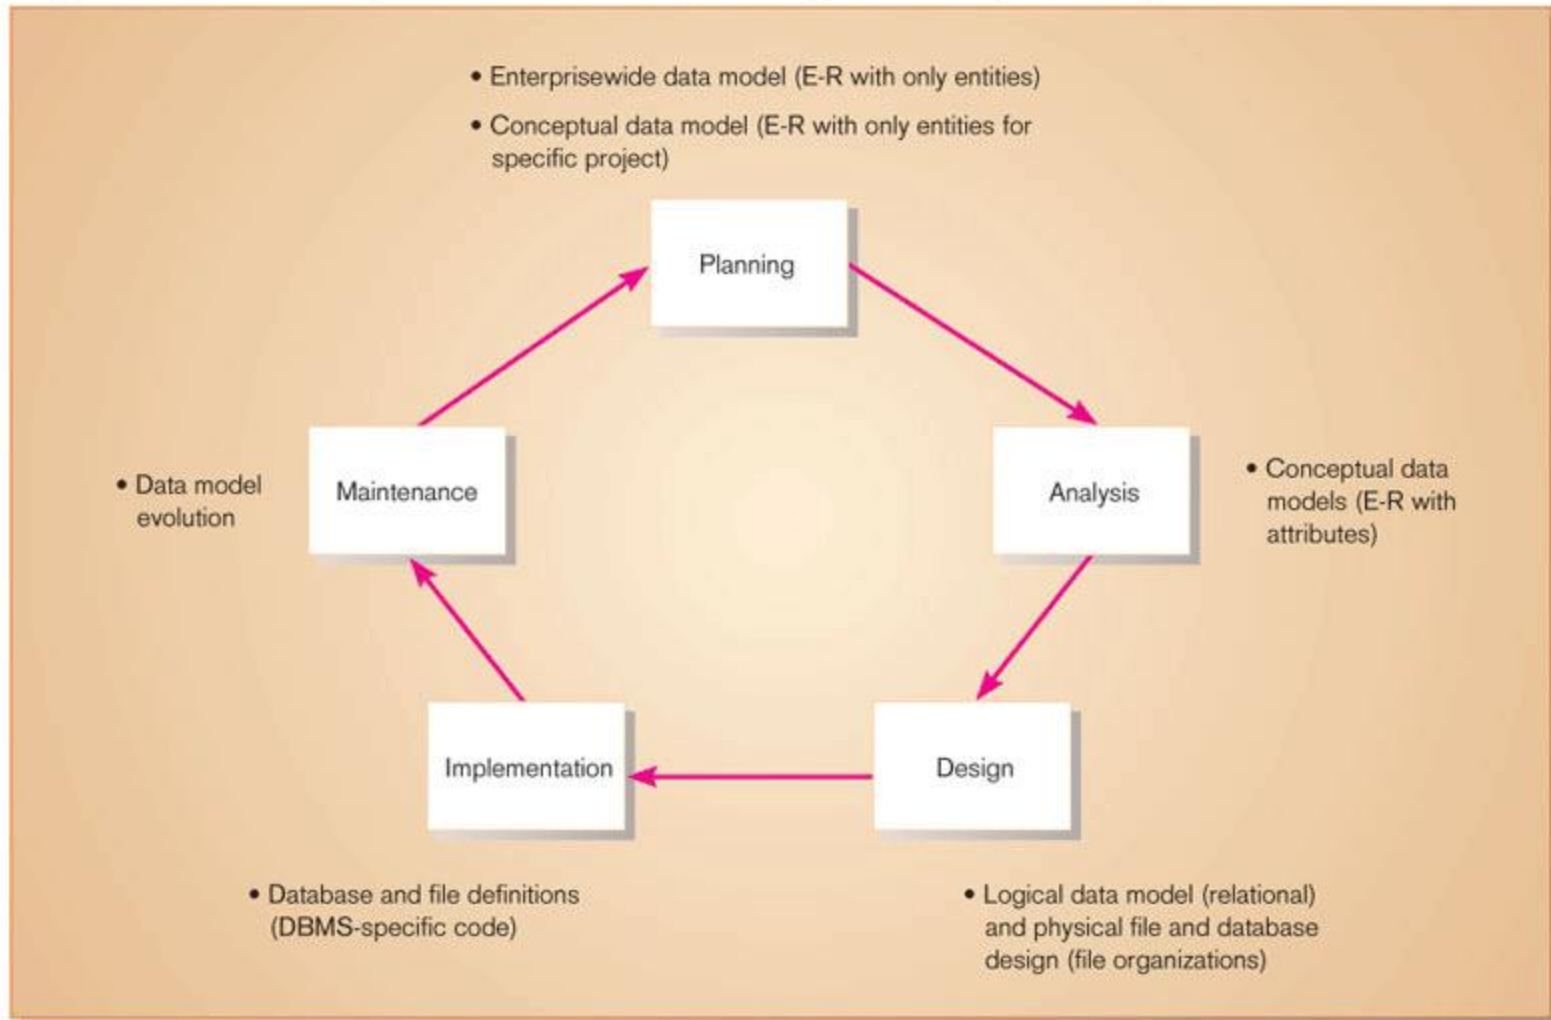 • Enterprisewide data model (E-R with only entities)
• Conceptual data model (E-R with only entities for
specific project)
Planning
• Data model
evolution
Maintenance
Analysis
• Conceptual data
models (E-R with
attributes)
Implementation
Design
• Database and file definitions
(DBMS-specific code)
• Logical data model (relational)
and physical file and database
design (file organizations)